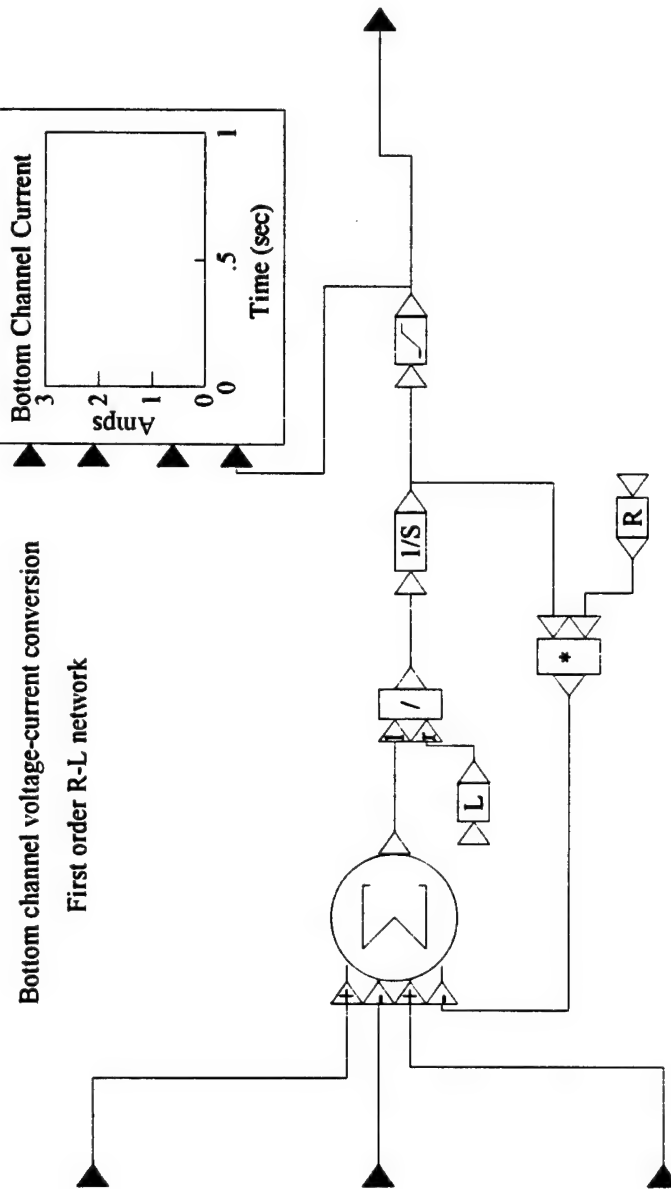 Bottom channel voltage-current conversion
First order R-L network
Bottom Channel Current
3
2
1
0
Amps
0
.5
1
Time (sec)
+
-
+
-
Σ
L
l
r
/
1/S
*
R